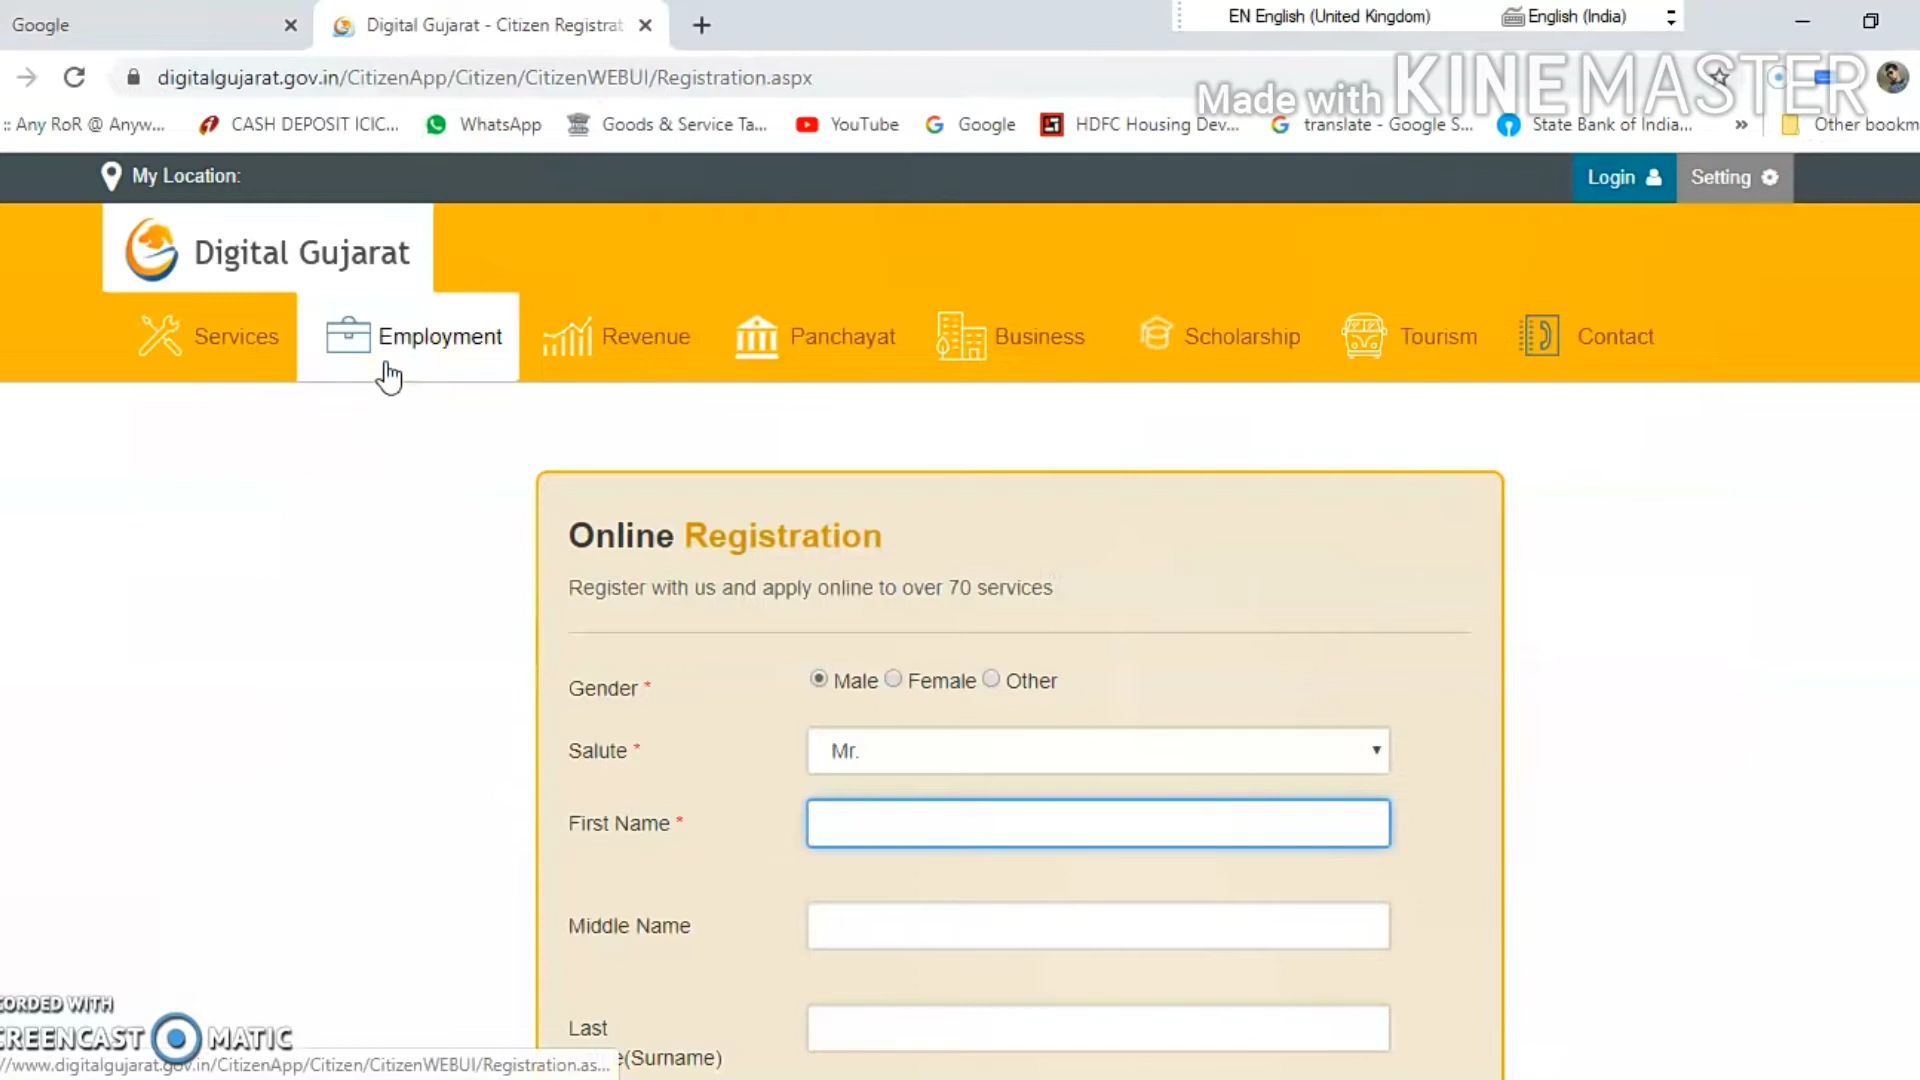 Google
Digital Gujarat - Citizen Registrat
EN English (United Kingdom)
English (India)
digitalgujarat.gov.in/CitizenApp/Citizen/CitizenWEBUI/Registration.aspx
Made with KINEMASTER
:: Any RoR @ Anyw...
CASH DEPOSIT ICIC...
WhatsApp
Goods & Service Ta...
YouTube
Google
HDFC Housing Dev...
translate - Google S...
State Bank of India...
»
Other bookm
My Location:
Login
Setting
Digital Gujarat
Services
Employment
Revenue
Panchayat
Business
Scholarship
Tourism
Contact
Online Registration
Register with us and apply online to over 70 services
Gender *
Male Female Other
Salute *
Mr.
First Name *
Middle Name
Last
e(Surname)
CORDED WITH
CREENCAST MATIC
//www.digitalgujarat.gov.in/CitizenApp/Citizen/CitizenWEBUI/Registration.as...